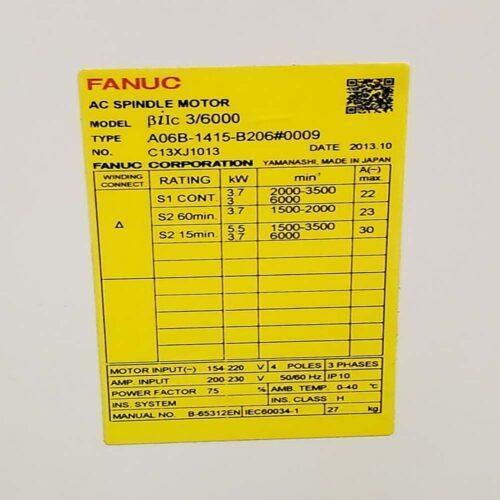 FANUC
AC SPINDLE MOTOR
MODEL βiIc 3/6000
TYPE A06B-1415-B206#0009
NO. C13XJ1013 DATE 2013.10
FANUC CORPORATION YAMANASHI, MADE IN JAPAN
WINDING CONNECT RATING kW min⁻¹ A(~) max.
Δ S1 CONT. 3.7 2000-3500 22
3 6000
S2 60min. 3.7 1500-2000 23
S2 15min. 5.5 1500-3500 30
3.7 6000
MOTOR INPUT(~) 154-220 V 4 POLES 3 PHASES
AMP. INPUT 200-230 V 50/60 Hz IP10
POWER FACTOR 75 % AMB. TEMP. 0-40 ℃
INS. SYSTEM INS. CLASS H
MANUAL NO. B-65312EN IEC60034-1 27 kg